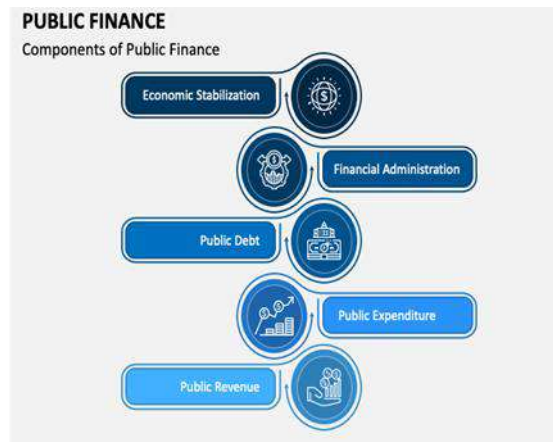 PUBLIC FINANCE
Components of Public Finance
Economic Stabilization
Financial Administration
Public Debt
Public Expenditure
Public Revenue